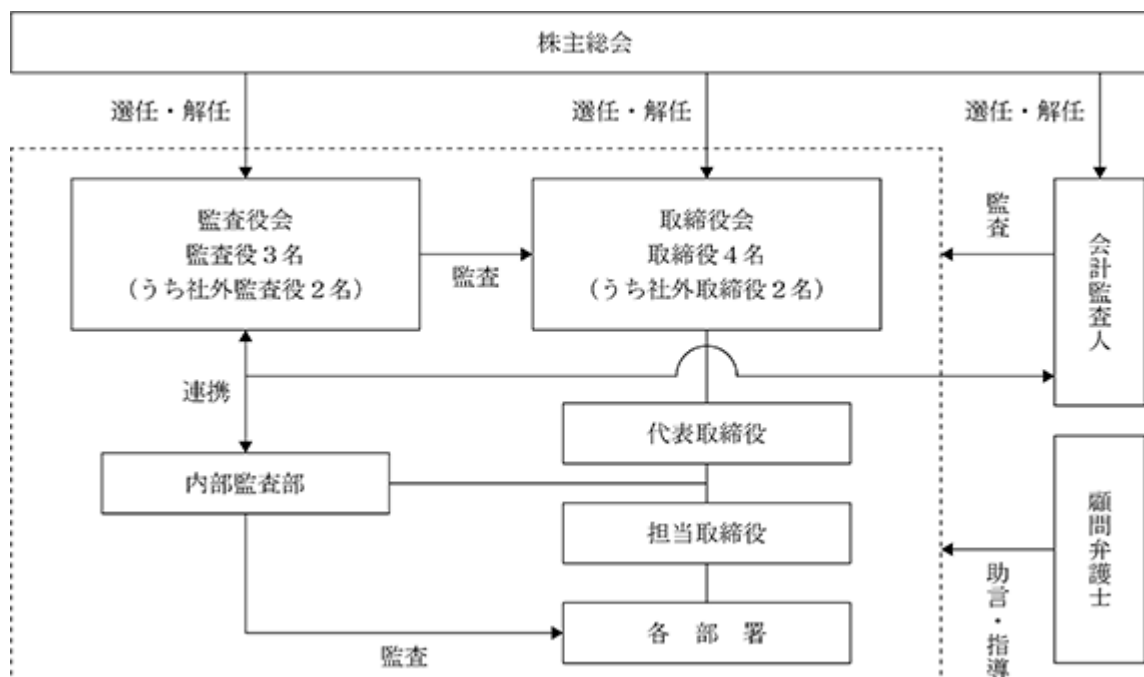 株主総会
選任・解任
選任・解任
選任・解任
監査役会
監査役3名
(うち社外監査役2名)
監査
取締役会
取締役4名
(うち社外取締役2名)
監査
会計監査人
連携
代表取締役
内部監査部
担当取締役
顧問弁護士
助言・指導
各部署
監査